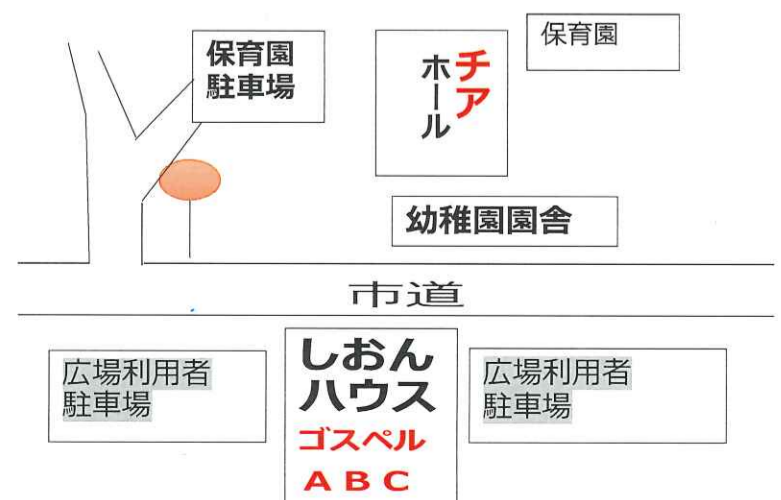 保育園
駐車場
チア
ホール
保育園
幼稚園園舎
市道
広場利用者
駐車場
しおん
ハウス
ゴスペル
ABC
広場利用者
駐車場